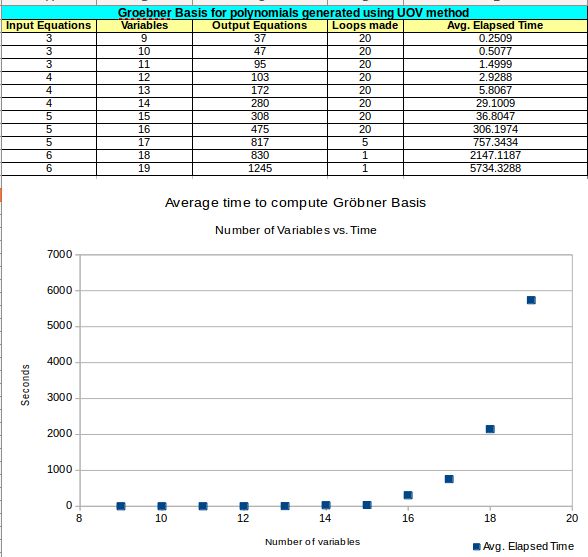 Groebner Basis for polynomials generated using UOV method
Input Equations Variables Output Equations Loops made Avg. Elapsed Time
3 9 37 20 0.2509
3 10 47 20 0.5077
3 11 95 20 1.4999
4 12 103 20 2.9288
4 13 172 20 5.8067
4 14 280 20 29.1009
5 15 308 20 36.8047
5 16 475 20 306.1974
5 17 817 5 757.3434
6 18 830 1 2147.1187
6 19 1245 1 5734.3288
Average time to compute Gröbner Basis
Number of Variables vs. Time
7000
6000
5000
4000
3000
2000
1000
0
Seconds
8 10 12 14 16 18 20
Number of variables
Avg. Elapsed Time